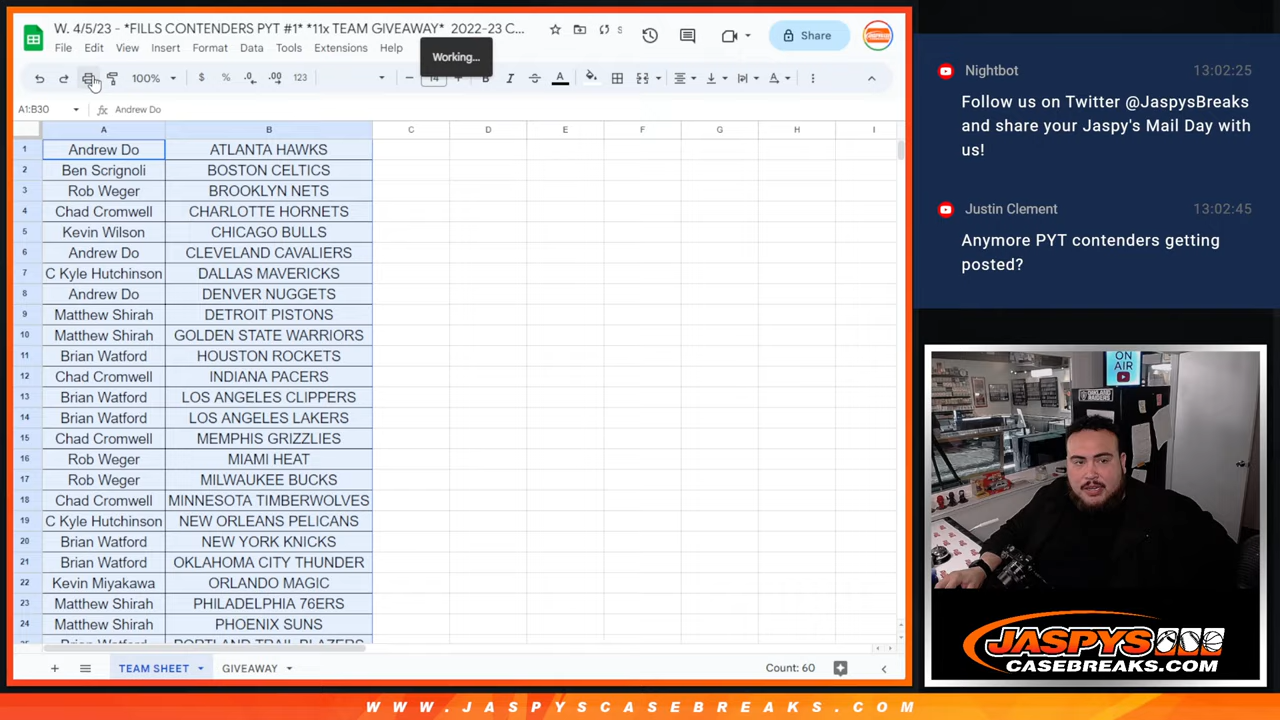 W. 4/5/23 - *FILLS CONTENDERS PYT #1* *11x TEAM GIVEAWAY* 2022-23 C...
S
Share
File Edit View Insert Format Data Tools Extensions Help
Working...
100% $ % .0 .00 123 14 B I S A A
A1:B30 fx Andrew Do
A B C D E F G H I
1 Andrew Do ATLANTA HAWKS
2 Ben Scrignoli BOSTON CELTICS
3 Rob Weger BROOKLYN NETS
4 Chad Cromwell CHARLOTTE HORNETS
5 Kevin Wilson CHICAGO BULLS
6 Andrew Do CLEVELAND CAVALIERS
7 C Kyle Hutchinson DALLAS MAVERICKS
8 Andrew Do DENVER NUGGETS
9 Matthew Shirah DETROIT PISTONS
10 Matthew Shirah GOLDEN STATE WARRIORS
11 Brian Watford HOUSTON ROCKETS
12 Chad Cromwell INDIANA PACERS
13 Brian Watford LOS ANGELES CLIPPERS
14 Brian Watford LOS ANGELES LAKERS
15 Chad Cromwell MEMPHIS GRIZZLIES
16 Rob Weger MIAMI HEAT
17 Rob Weger MILWAUKEE BUCKS
18 Chad Cromwell MINNESOTA TIMBERWOLVES
19 C Kyle Hutchinson NEW ORLEANS PELICANS
20 Brian Watford NEW YORK KNICKS
21 Brian Watford OKLAHOMA CITY THUNDER
22 Kevin Miyakawa ORLANDO MAGIC
23 Matthew Shirah PHILADELPHIA 76ERS
24 Matthew Shirah PHOENIX SUNS
Brian Watford PORTLAND TRAIL BLAZERS
TEAM SHEET GIVEAWAY Count: 60
Nightbot 13:02:25
Follow us on Twitter @JaspysBreaks
and share your Jaspy's Mail Day with
us!
Justin Clement 13:02:45
Anymore PYT contenders getting
posted?
ON
AIR
JASPYS
CASEBREAKS.COM
WWW.JASPYSCASEBREAKS.COM